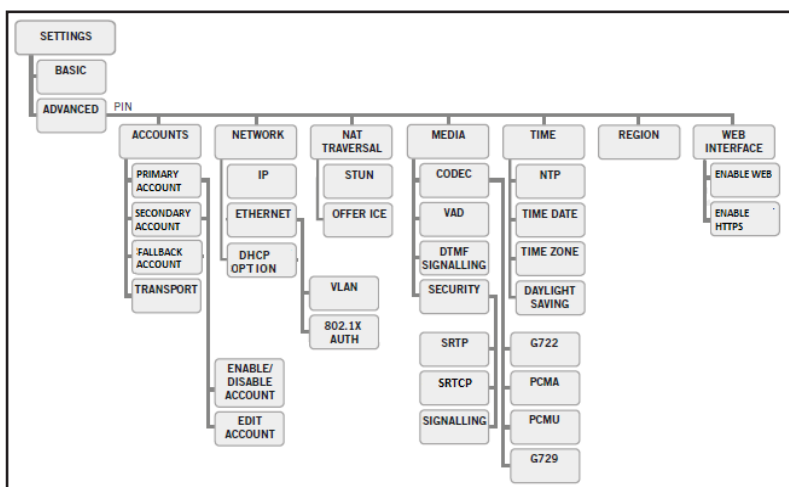 SETTINGS
BASIC
ADVANCED
PIN
ACCOUNTS
NETWORK
NAT
TRAVERSAL
MEDIA
TIME
REGION
WEB
INTERFACE
PRIMARY
ACCOUNT
IP
STUN
CODEC
NTP
ENABLE WEB
SECONDARY
ACCOUNT
ETHERNET
OFFER ICE
VAD
TIME DATE
ENABLE
HTTPS
FALLBACK
ACCOUNT
DHCP
OPTION
DTMF
SIGNALLING
TIME ZONE
TRANSPORT
VLAN
SECURITY
DAYLIGHT
SAVING
802.1X
AUTH
SRTP
G722
ENABLE/
DISABLE
ACCOUNT
SRTCP
PCMA
EDIT
ACCOUNT
SIGNALLING
PCMU
G729